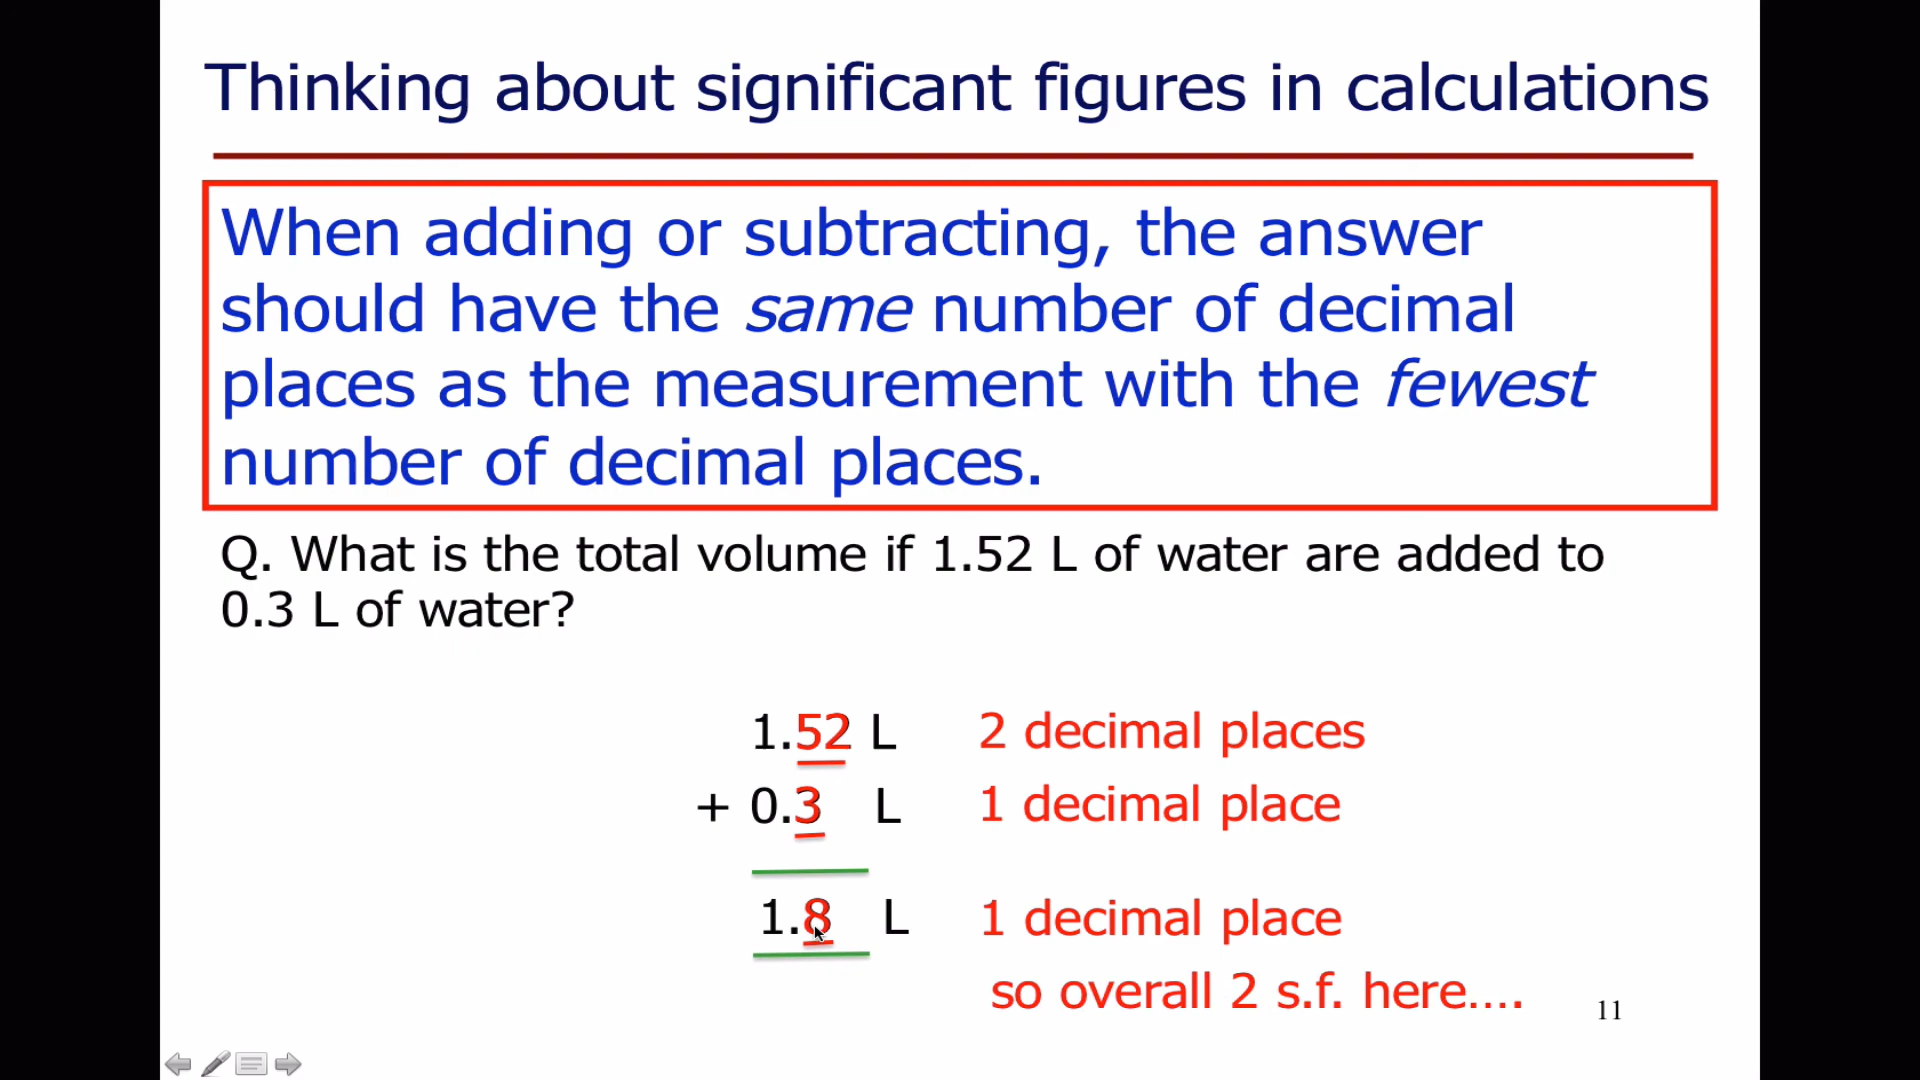 Thinking about significant figures in calculations
When adding or subtracting, the answer
should have the same number of decimal
places as the measurement with the fewest
number of decimal places.
Q. What is the total volume if 1.52 L of water are added to
0.3 L of water?
1.52 L 2 decimal places
+ 0.3 L 1 decimal place
1.8 L 1 decimal place
so overall 2 s.f. here....
11